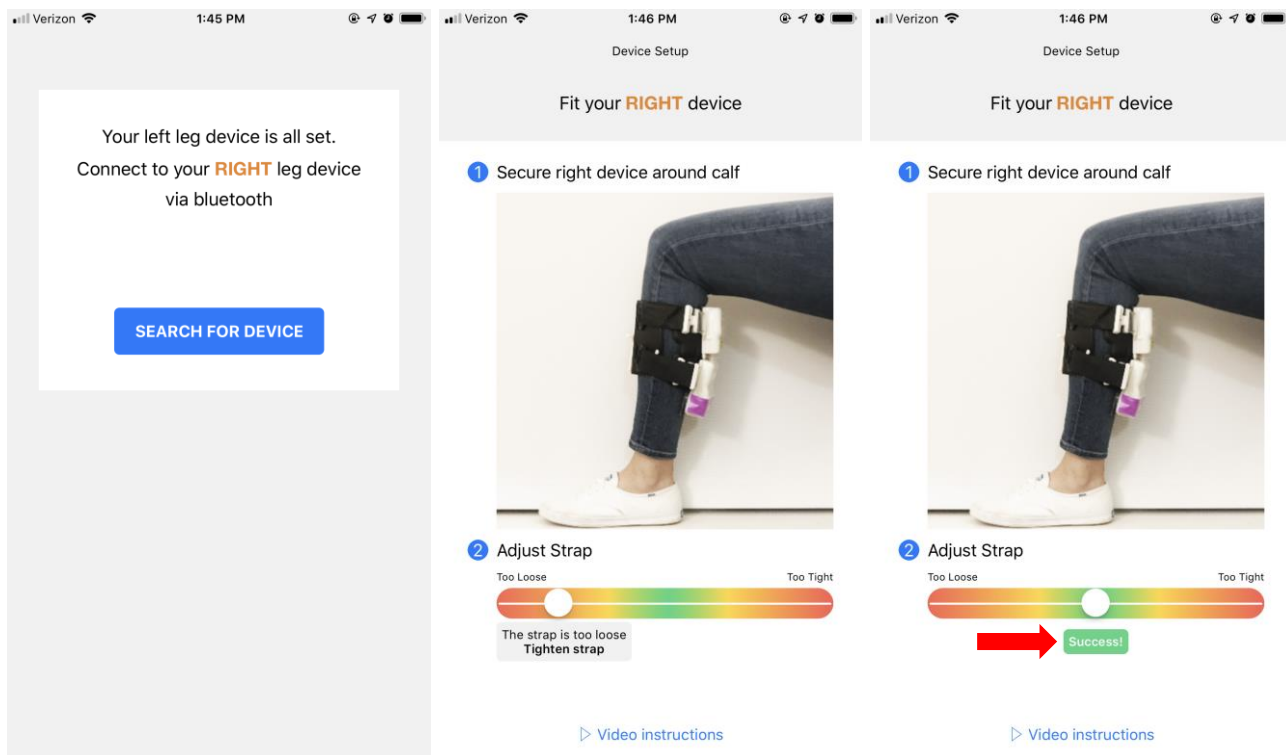 Verizon
1:45 PM
Your left leg device is all set.
Connect to your RIGHT leg device
via bluetooth
SEARCH FOR DEVICE
Verizon
1:46 PM
Device Setup
Fit your RIGHT device
1 Secure right device around calf
2 Adjust Strap
Too Loose
Too Tight
The strap is too loose
Tighten strap
Video instructions
Verizon
1:46 PM
Device Setup
Fit your RIGHT device
1 Secure right device around calf
2 Adjust Strap
Too Loose
Too Tight
Success!
Video instructions